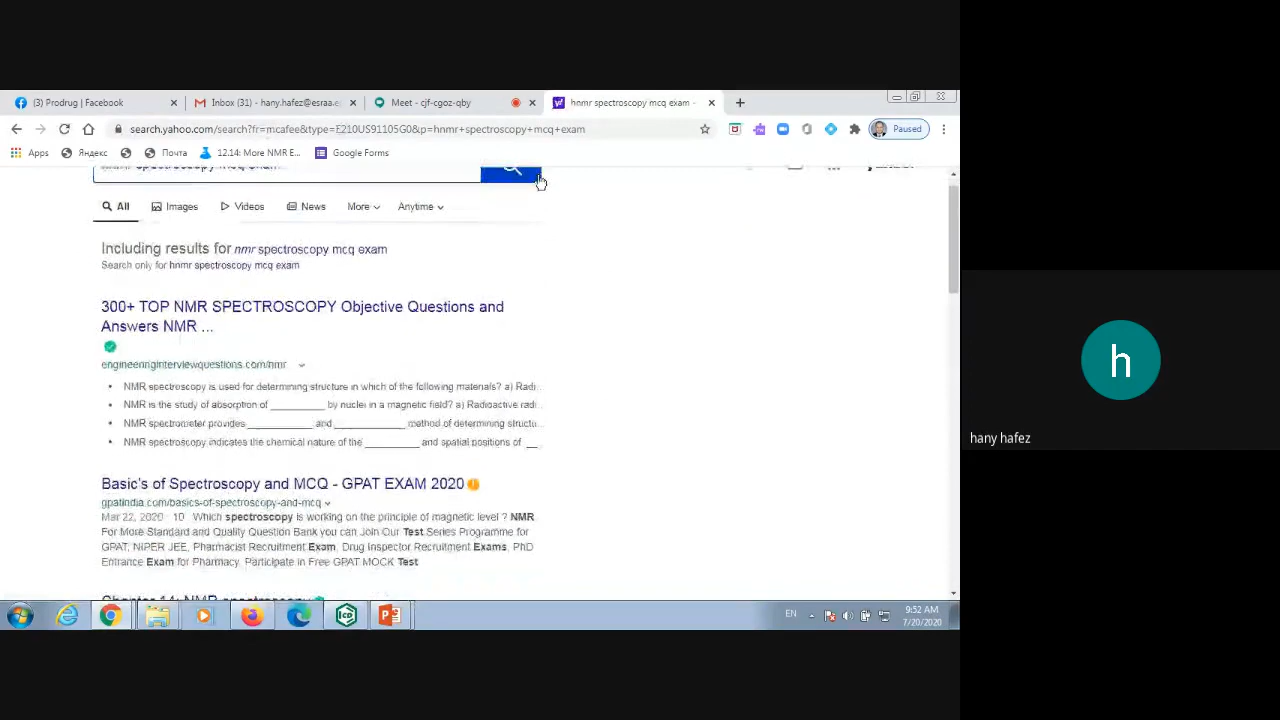 (3) Prodrug | Facebook
Inbox (31) - hany.hafez@esraa.e
Meet - cjf-cgoz-qby
hnmr spectroscopy mcq exam -
search.yahoo.com/search?fr=mcafee&type=E210US91105G0&p=hnmr+spectroscopy+mcq+exam
Paused
Apps
Яндекс
Почта
12.14: More NMR E...
Google Forms
All
Images
Videos
News
More
Anytime
Including results for nmr spectroscopy mcq exam
Search only for hnmr spectroscopy mcq exam
300+ TOP NMR SPECTROSCOPY Objective Questions and
Answers NMR ...
engineeringinterviewquestions.com/nmr
• NMR spectroscopy is used for determining structure in which of the following materials? a) Radi...
• NMR is the study of absorption of __________ by nuclei in a magnetic field? a) Radioactive radi...
• NMR spectrometer provides ____________ and _____________ method of determining structu...
• NMR spectroscopy indicates the chemical nature of the __________ and spatial positions of __
Basic's of Spectroscopy and MCQ - GPAT EXAM 2020
gpatindia.com/basics-of-spectroscopy-and-mcq
Mar 22, 2020 · 10 Which spectroscopy is working on the principle of magnetic level ? NMR
For More Standard and Quality Question Bank you can Join Our Test Series Programme for
GPAT, NIPER JEE, Pharmacist Recruitment Exam, Drug Inspector Recruitment Exams, PhD
Entrance Exam for Pharmacy. Participate in Free GPAT MOCK Test
Chapter 14: NMR spectroscopy
EN
9:52 AM
7/20/2020
h
hany hafez